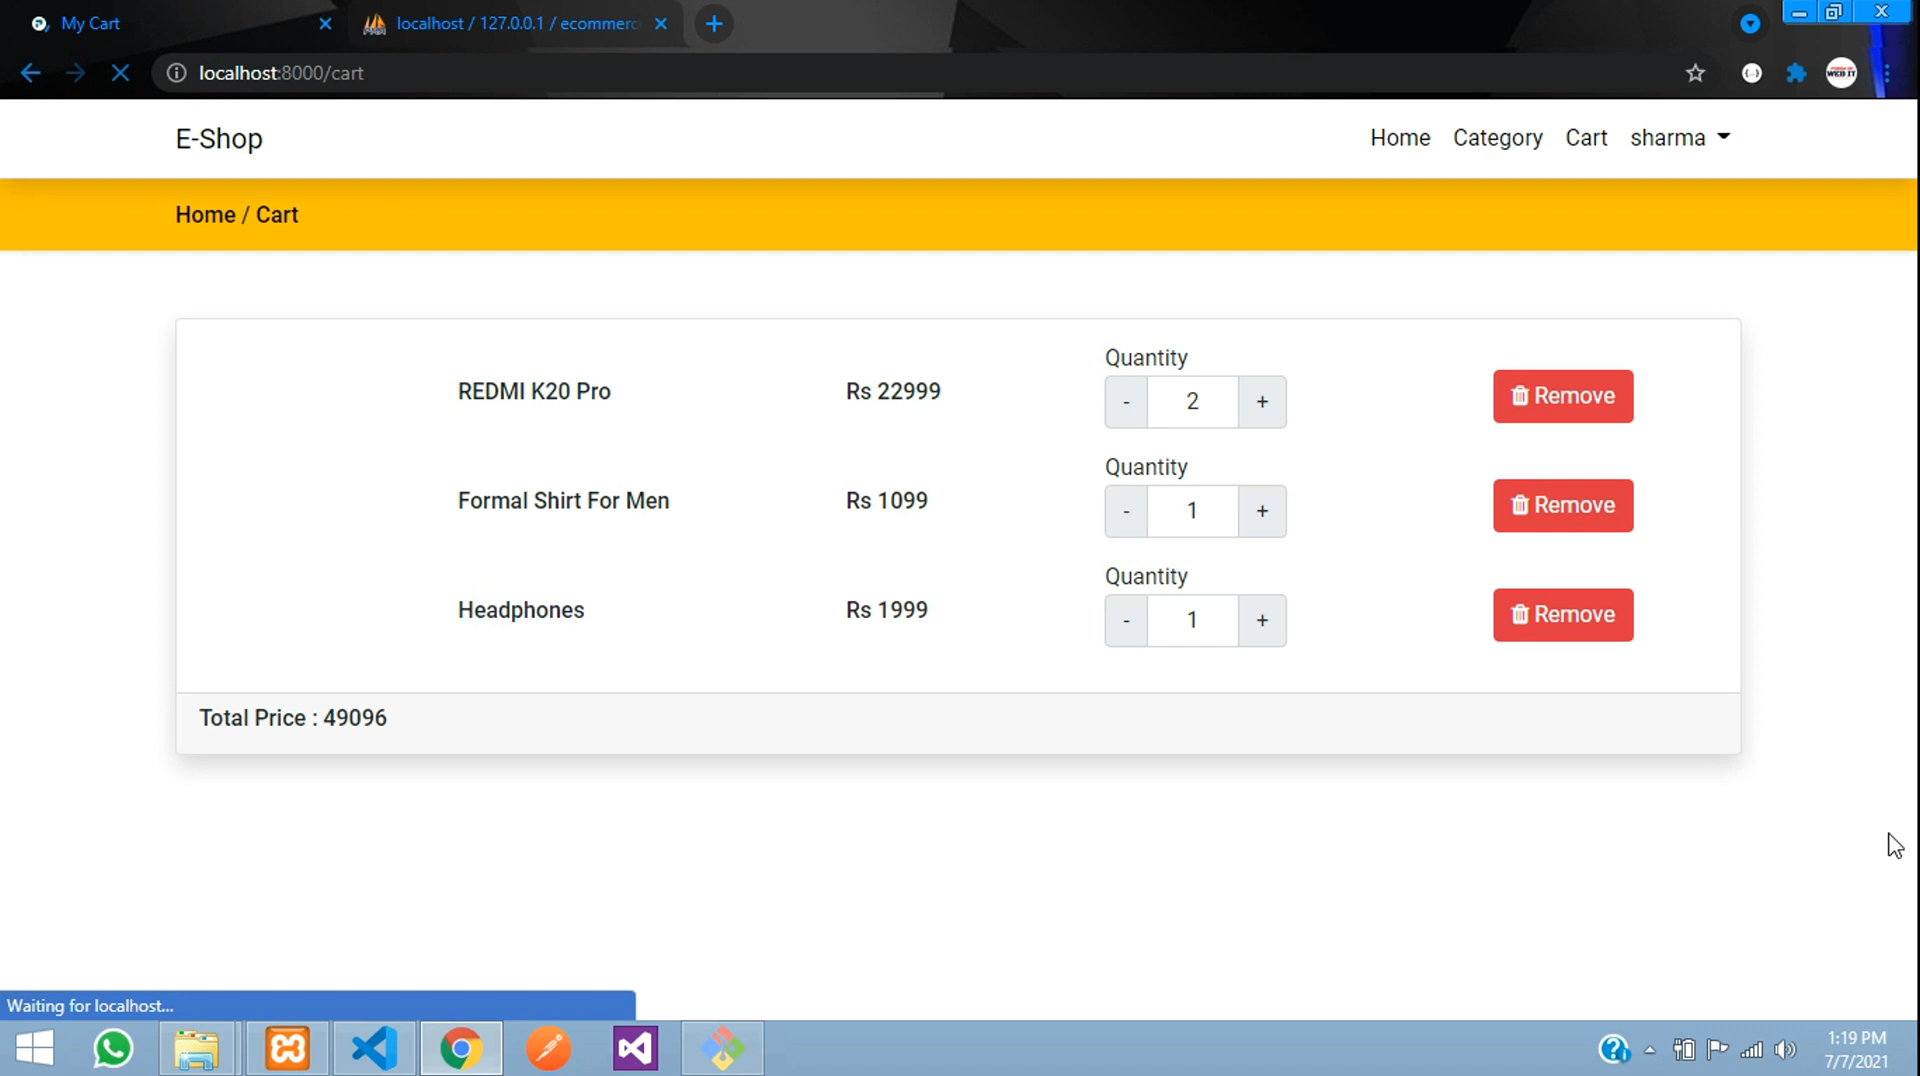 My Cart
localhost / 127.0.0.1 / ecommerc
localhost:8000/cart
WEB IT
E-Shop
Home Category Cart sharma
Home / Cart
Quantity
REDMI K20 Pro Rs 22999 - 2 + Remove
Quantity
Formal Shirt For Men Rs 1099 - 1 + Remove
Quantity
Headphones Rs 1999 - 1 + Remove
Total Price : 49096
Waiting for localhost...
1:19 PM
7/7/2021